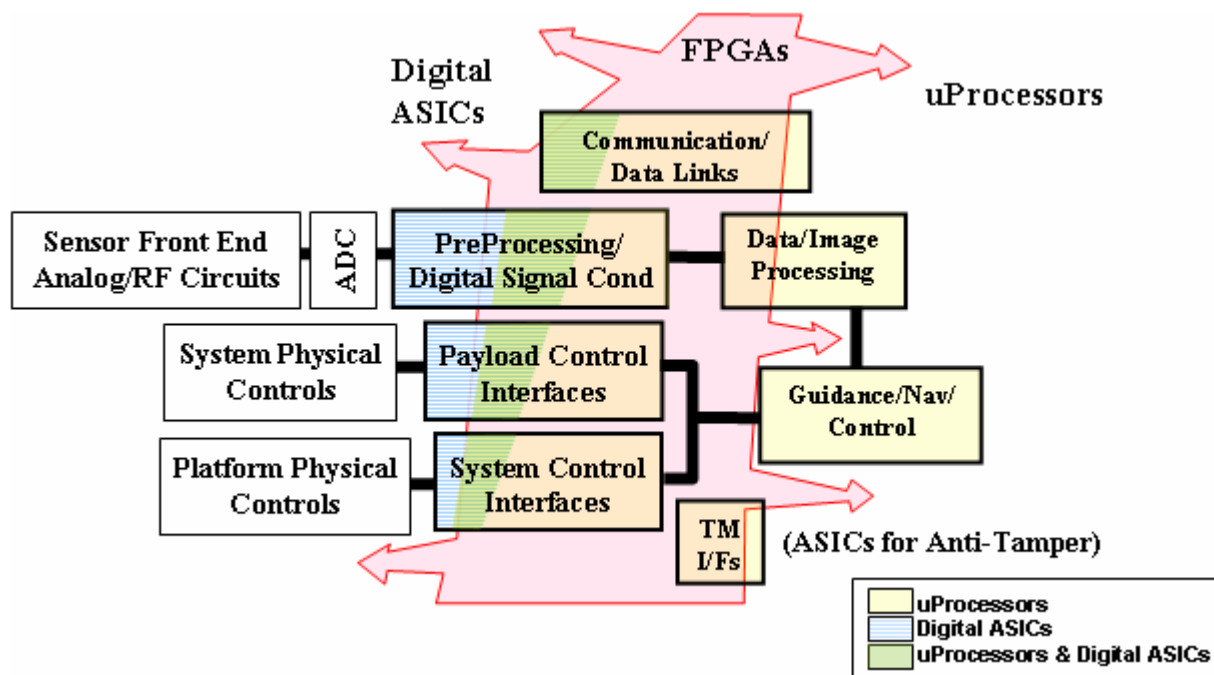 FPGAs
Digital
ASICs
uProcessors
Communication/
Data Links
Sensor Front End
Analog/RF Circuits
ADC
PreProcessing/
Digital Signal Cond
Data/Image
Processing
System Physical
Controls
Payload Control
Interfaces
Guidance/Nav/
Control
Platform Physical
Controls
System Control
Interfaces
TM
I/Fs
(ASICs for Anti-Tamper)
uProcessors
Digital ASICs
uProcessors & Digital ASICs